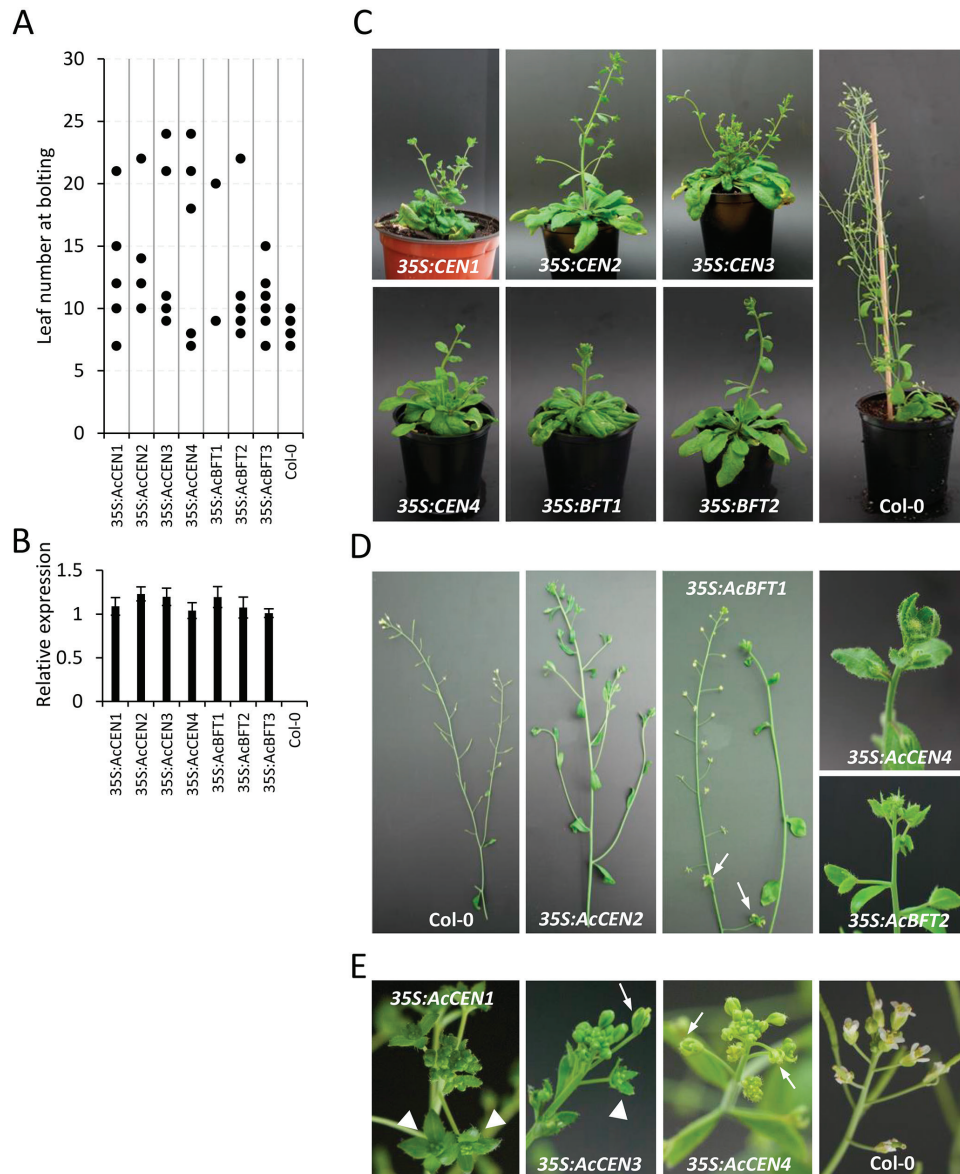 A
Leaf number at bolting
30
25
20
15
10
5
0
35S:AcCEN1
35S:AcCEN2
35S:AcCEN3
35S:AcCEN4
35S:AcBFT1
35S:AcBFT2
35S:AcBFT3
Col-0
B
Relative expression
1.5
1
0.5
0
35S:AcCEN1
35S:AcCEN2
35S:AcCEN3
35S:AcCEN4
35S:AcBFT1
35S:AcBFT2
35S:AcBFT3
Col-0
C
35S:CEN1
35S:CEN2
35S:CEN3
35S:CEN4
35S:BFT1
35S:BFT2
Col-0
D
Col-0
35S:AcCEN2
35S:AcBFT1
35S:AcCEN4
35S:AcBFT2
E
35S:AcCEN1
35S:AcCEN3
35S:AcCEN4
Col-0